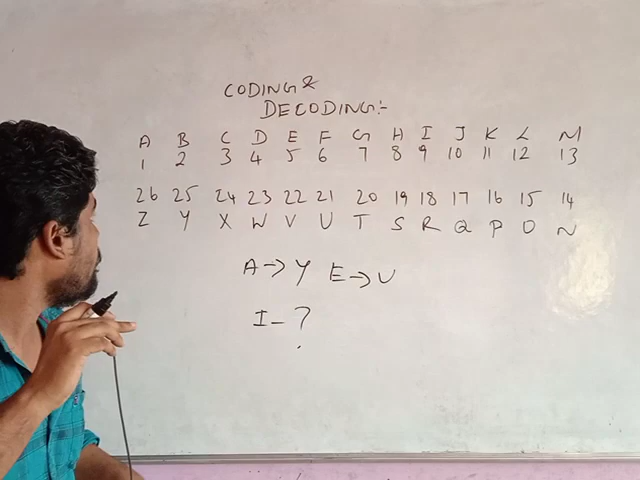 CODING &
DECODING:-
A B C D E F G H I J K L M
1 2 3 4 5 6 7 8 9 10 11 12 13
26 25 24 23 22 21 20 19 18 17 16 15 14
Z Y X W V U T S R Q P O N
A → Y E → U
I - ?